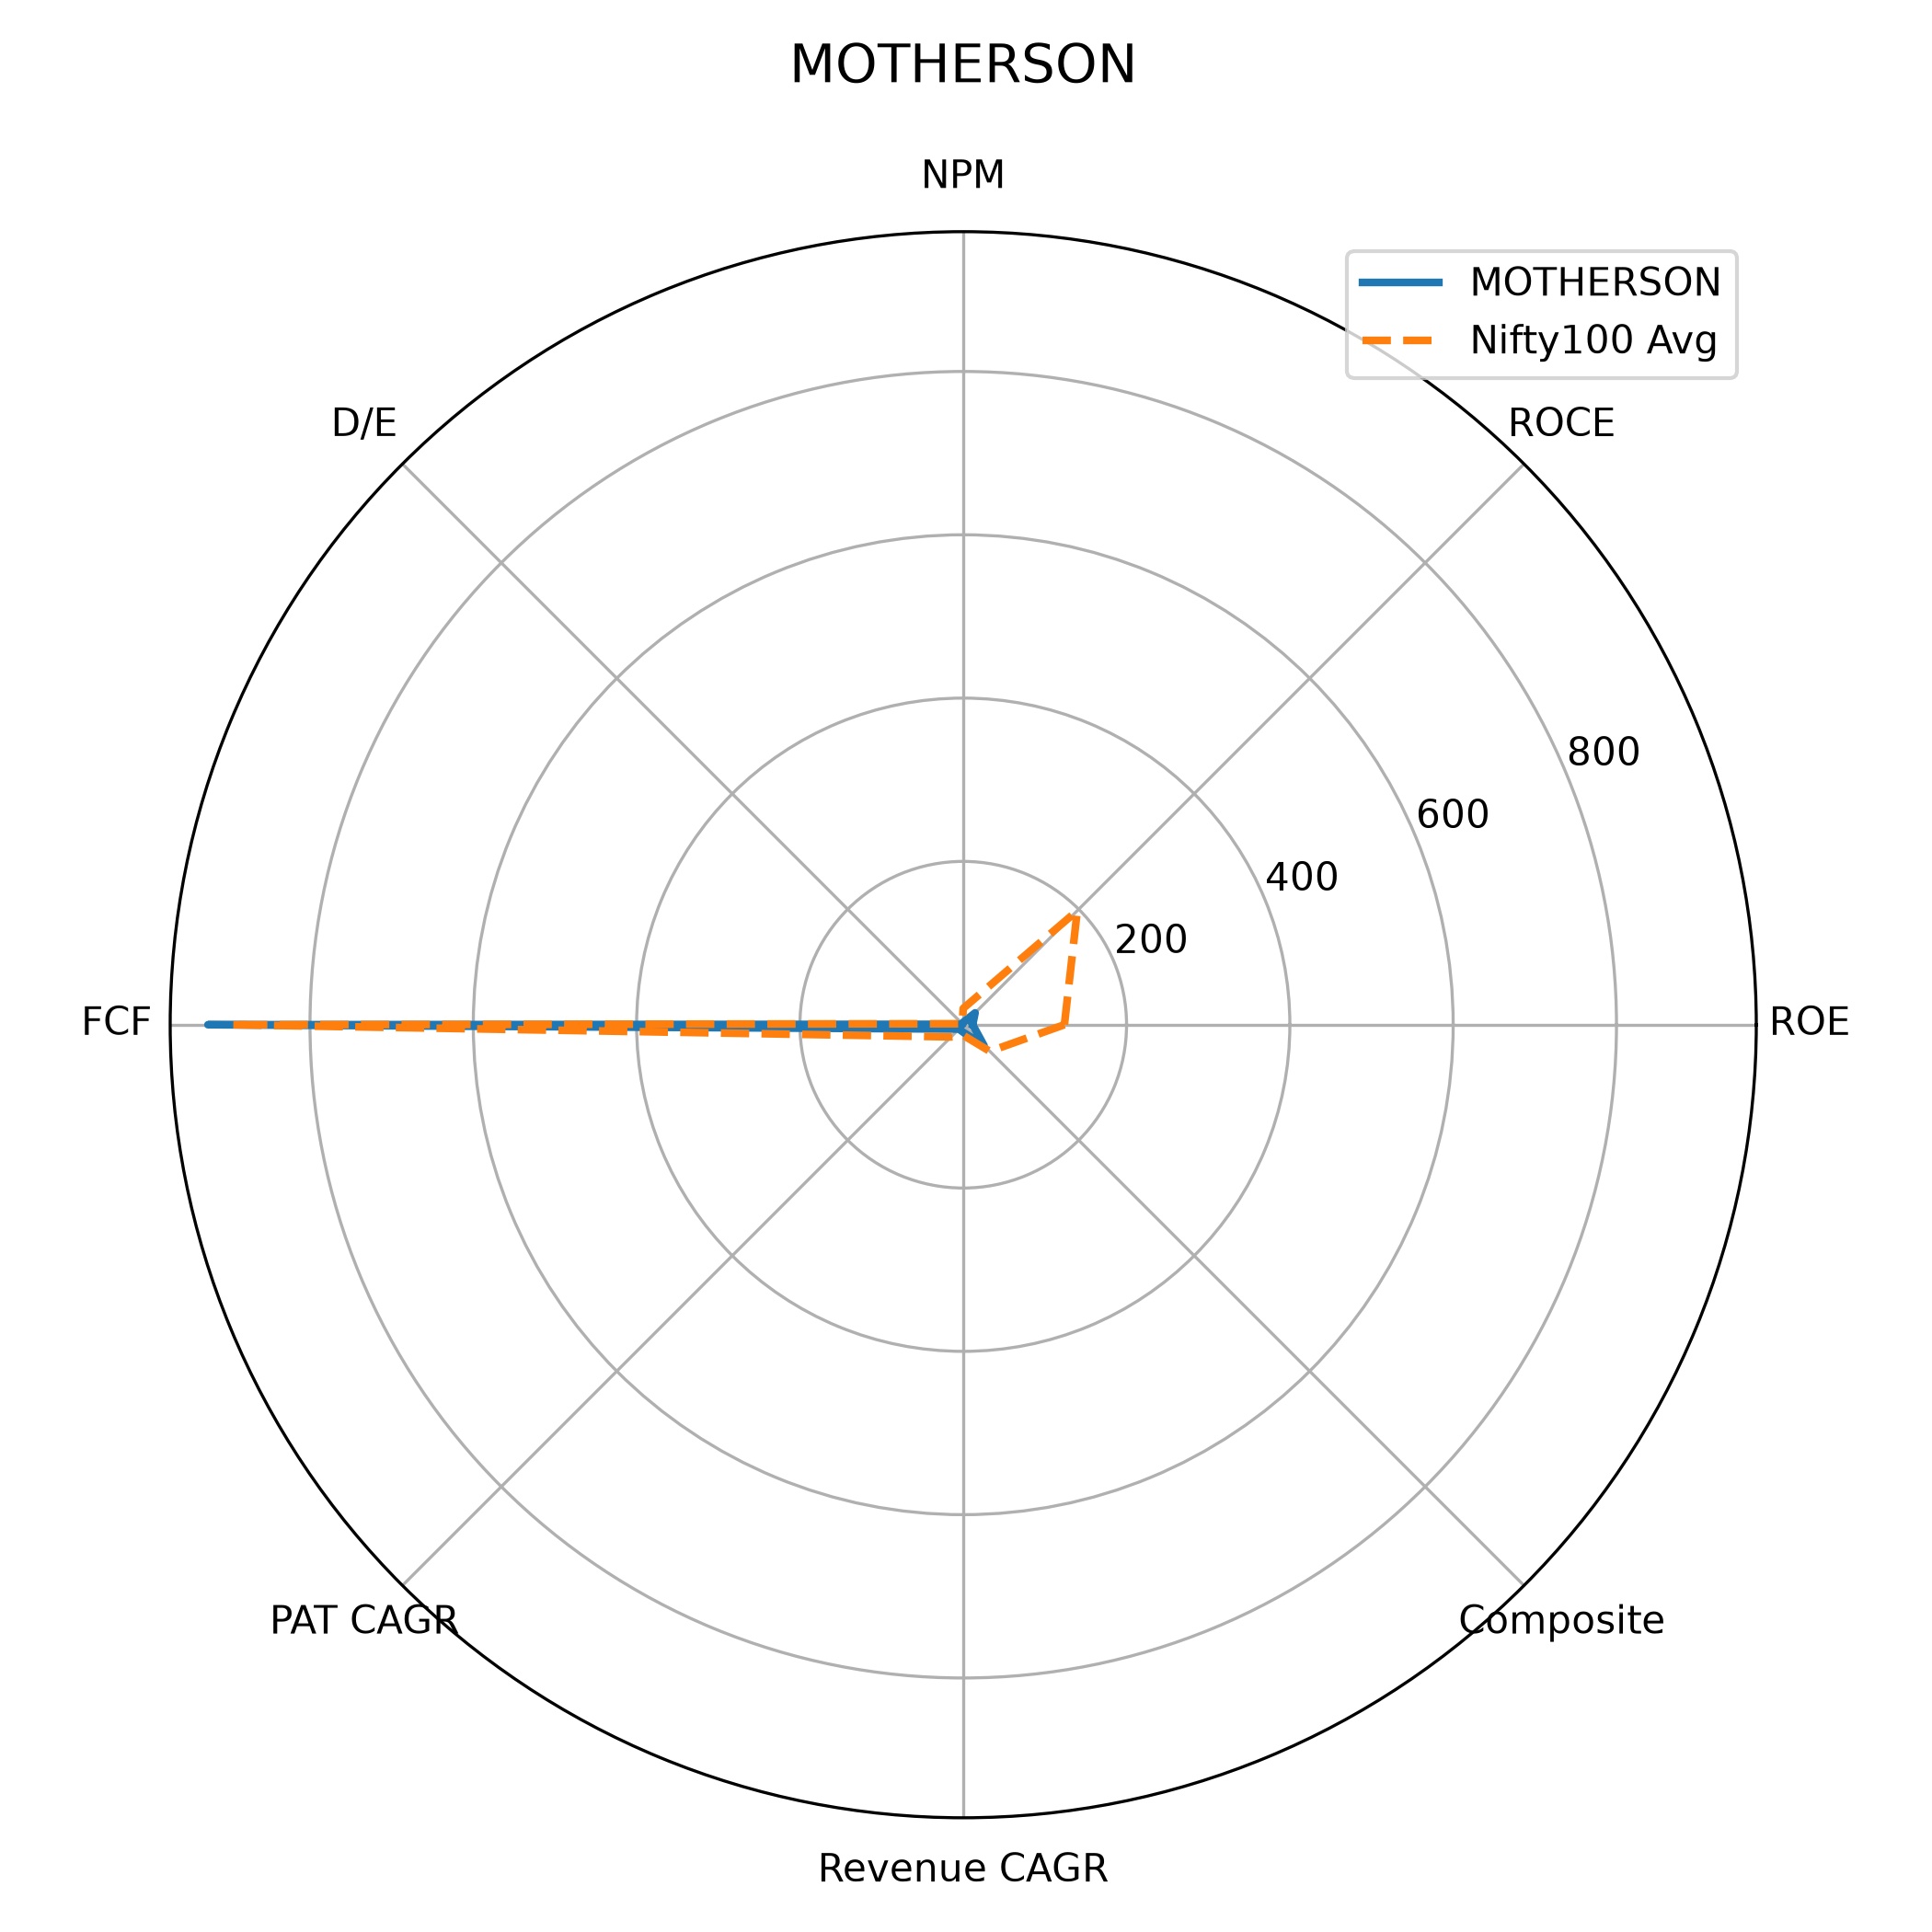 MOTHERSON
NPM
MOTHERSON
Nifty100 Avg
D/E
ROCE
800
600
400
200
FCF
ROE
PAT CAGR
Composite
Revenue CAGR